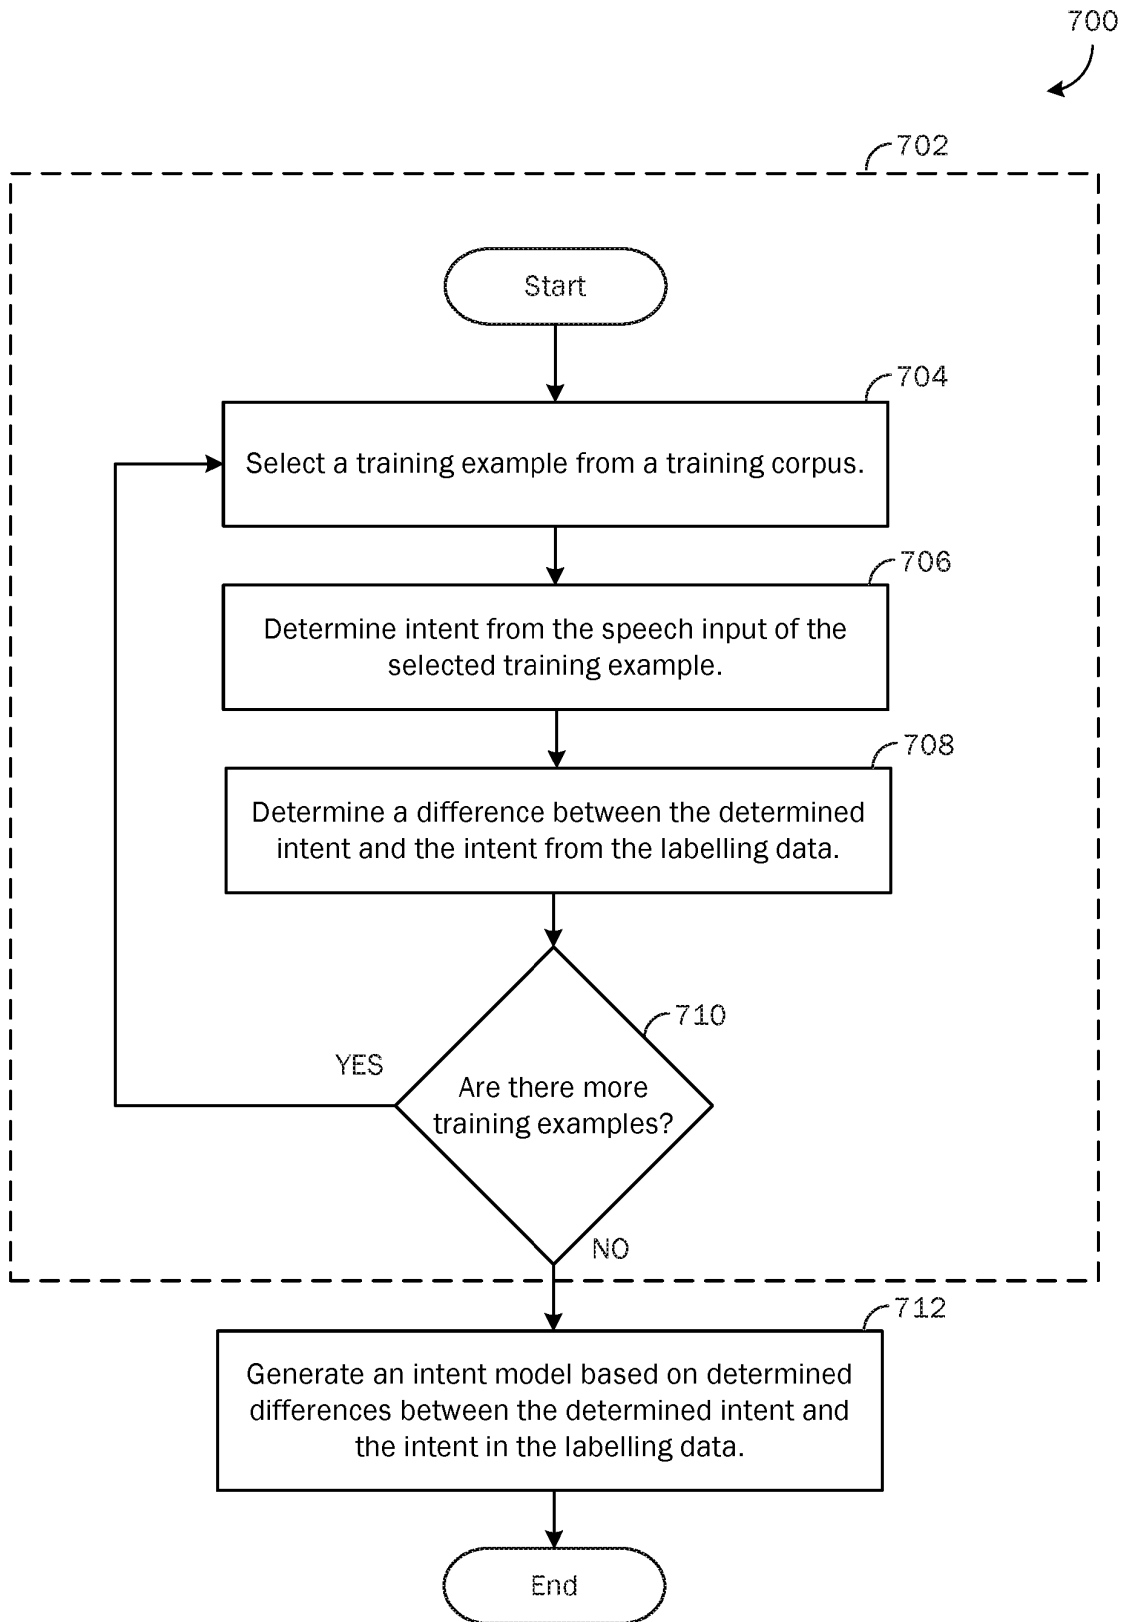 700
702
Start
704
Select a training example from a training corpus.
706
Determine intent from the speech input of the
selected training example.
708
Determine a difference between the determined
intent and the intent from the labelling data.
710
YES
Are there more
training examples?
NO
712
Generate an intent model based on determined
differences between the determined intent and
the intent in the labelling data.
End